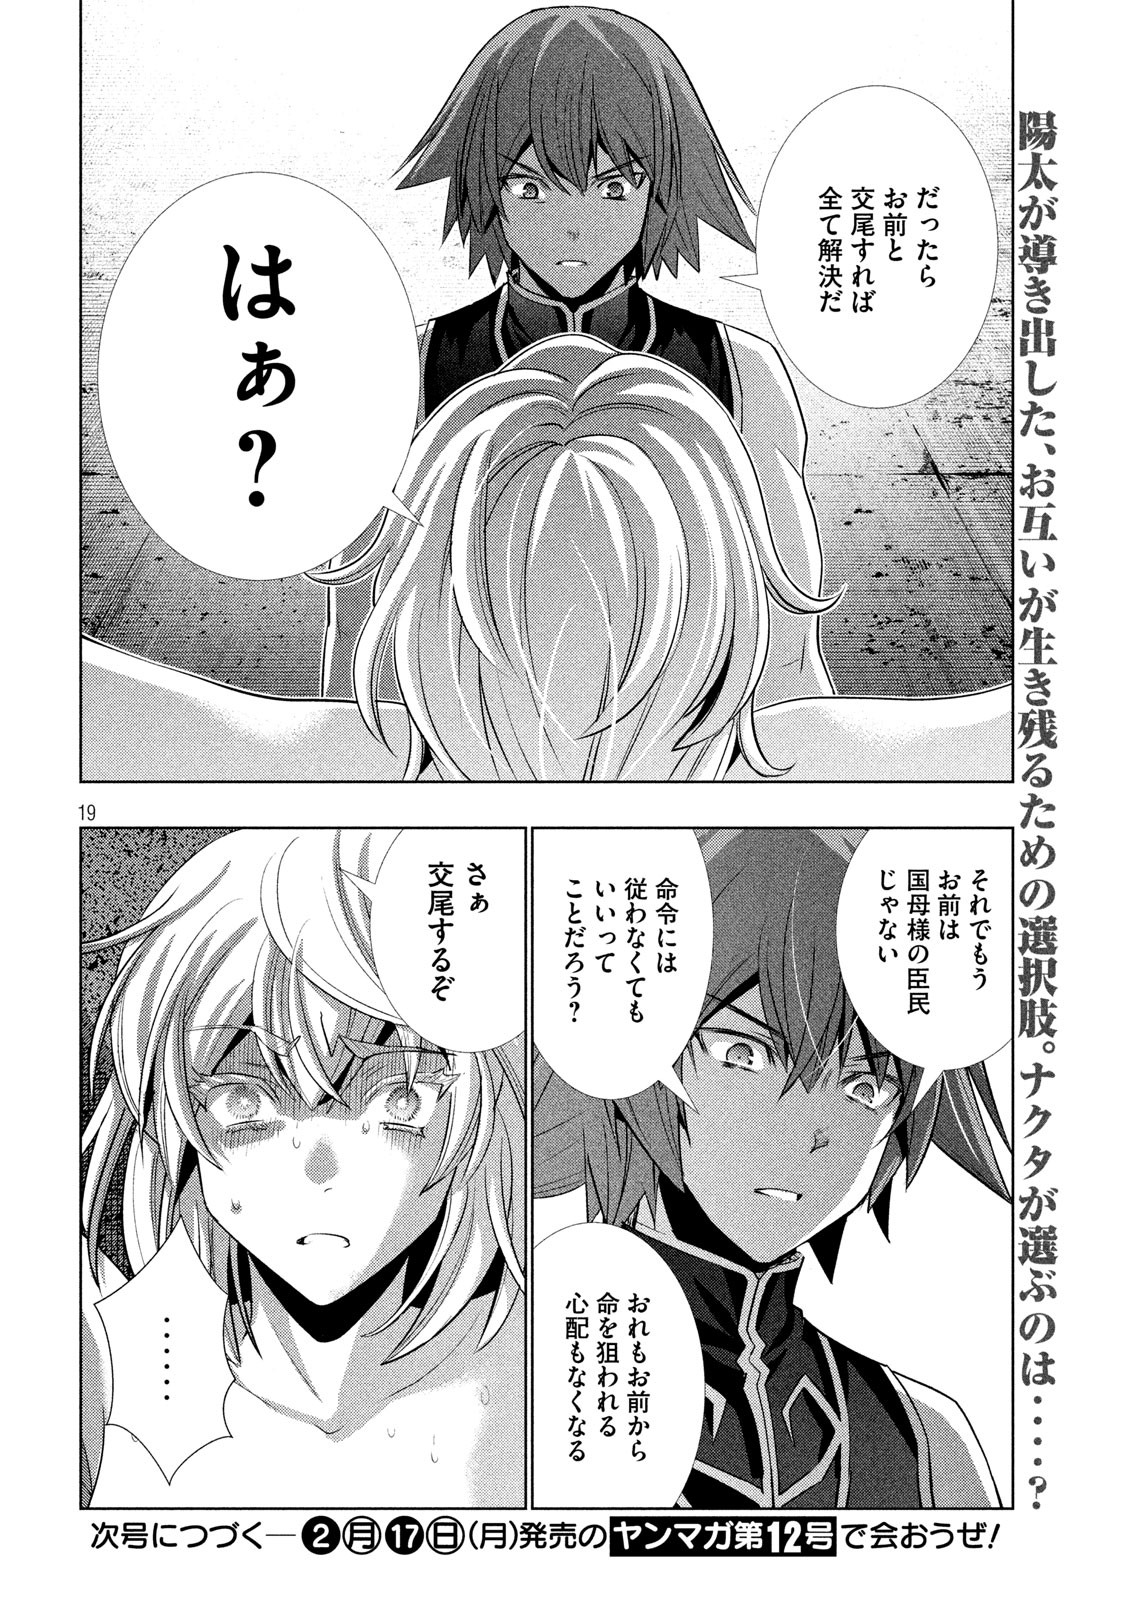 だったら
お前と
交尾すれば
全て解決だ
はぁ?
それでもう
お前は
国母様の臣民
じゃない
命令には
従わなくても
いいって
ことだろう?
おれもお前から
命を狙われる
心配もなくなる
さぁ
交尾するぞ
・・・・・・
19
陽太が導き出した、お互いが生き残るための選択肢。ナクタが選ぶのは・・・・・?
次号につづく─2月17日(月)発売のヤンマガ第12号で会おうぜ!